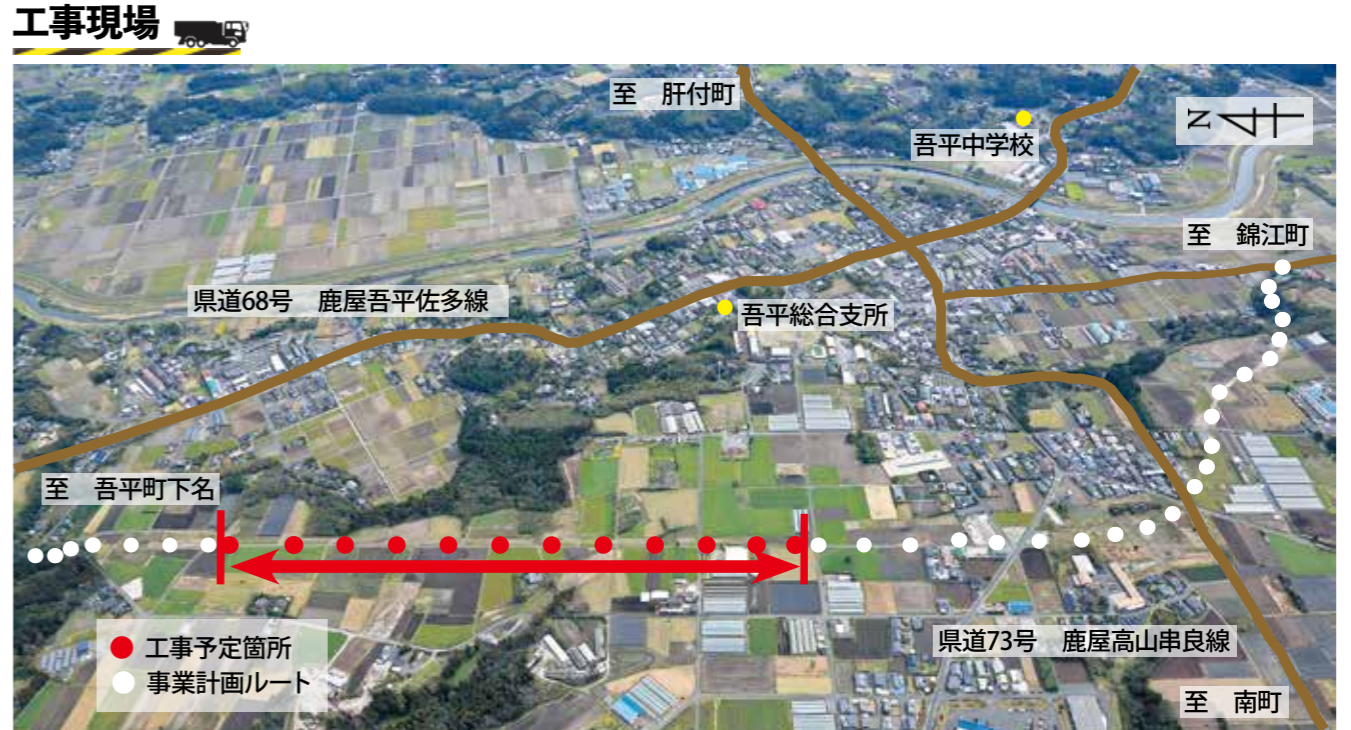 工事現場
至　肝付町
吾平中学校
N
至　錦江町
県道68号　鹿屋吾平佐多線
吾平総合支所
至　吾平町下名
工事予定箇所
事業計画ルート
県道73号　鹿屋高山串良線
至　南町